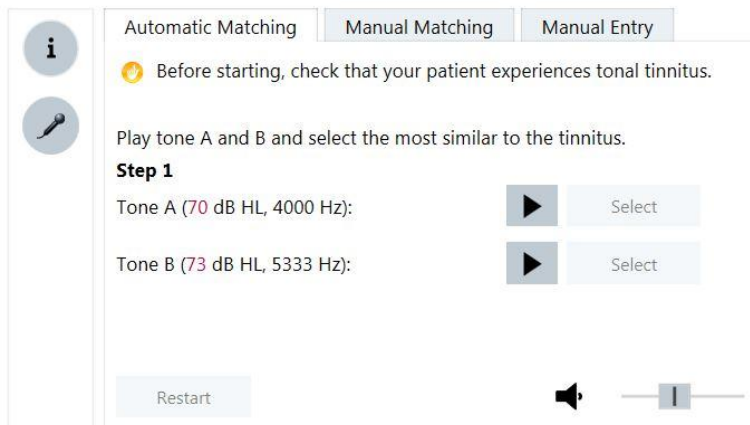 Automatic Matching Manual Matching Manual Entry
i
Before starting, check that your patient experiences tonal tinnitus.
Play tone A and B and select the most similar to the tinnitus.
Step 1
Tone A (70 dB HL, 4000 Hz): Select
Tone B (73 dB HL, 5333 Hz): Select
Restart